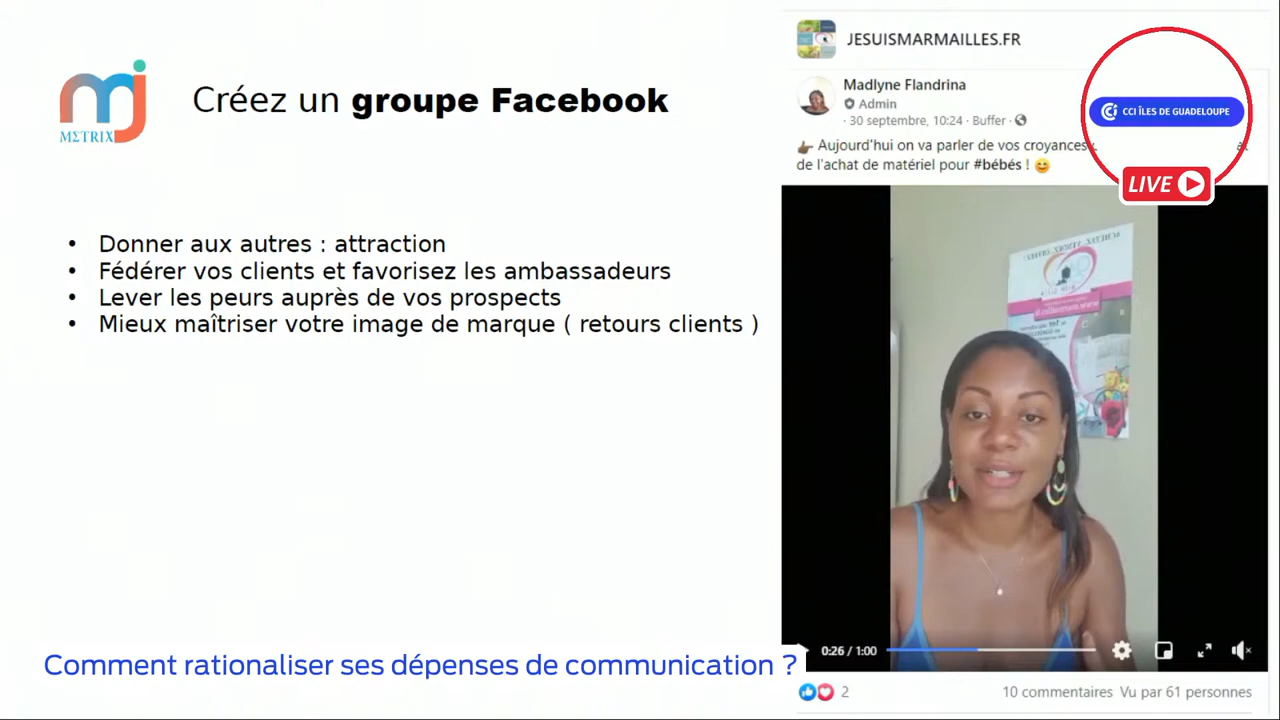 MΣTRIX
Créez un groupe Facebook
• Donner aux autres : attraction
• Fédérer vos clients et favorisez les ambassadeurs
• Lever les peurs auprès de vos prospects
• Mieux maîtriser votre image de marque ( retours clients )
Comment rationaliser ses dépenses de communication ?
JESUISMARMAILLES.FR
Madlyne Flandrina
Admin
· 30 septembre, 10:24 · Buffer ·
Aujourd'hui on va parler de vos croyances
de l'achat de matériel pour #bébés !
CCI ÎLES DE GUADELOUPE
LIVE
0:26 / 1:00
2
10 commentaires Vu par 61 personnes